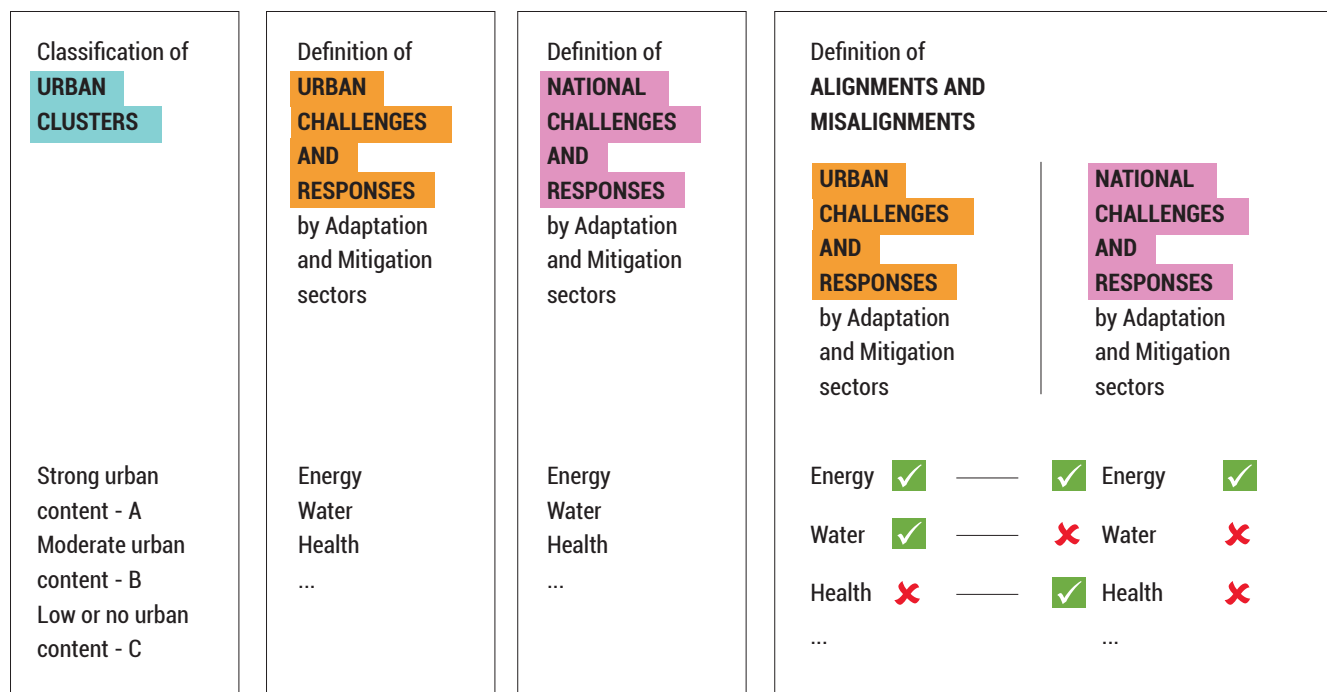 Classification of
URBAN
CLUSTERS
Strong urban
content - A
Moderate urban
content - B
Low or no urban
content - C
Definition of
URBAN
CHALLENGES
AND
RESPONSES
by Adaptation
and Mitigation
sectors
Energy
Water
Health
...
Definition of
NATIONAL
CHALLENGES
AND
RESPONSES
by Adaptation
and Mitigation
sectors
Energy
Water
Health
...
Definition of
ALIGNMENTS AND
MISALIGNMENTS
URBAN
CHALLENGES
AND
RESPONSES
by Adaptation
and Mitigation
sectors
NATIONAL
CHALLENGES
AND
RESPONSES
by Adaptation
and Mitigation
sectors
Energy Energy
Water Water
Health Health
... ...